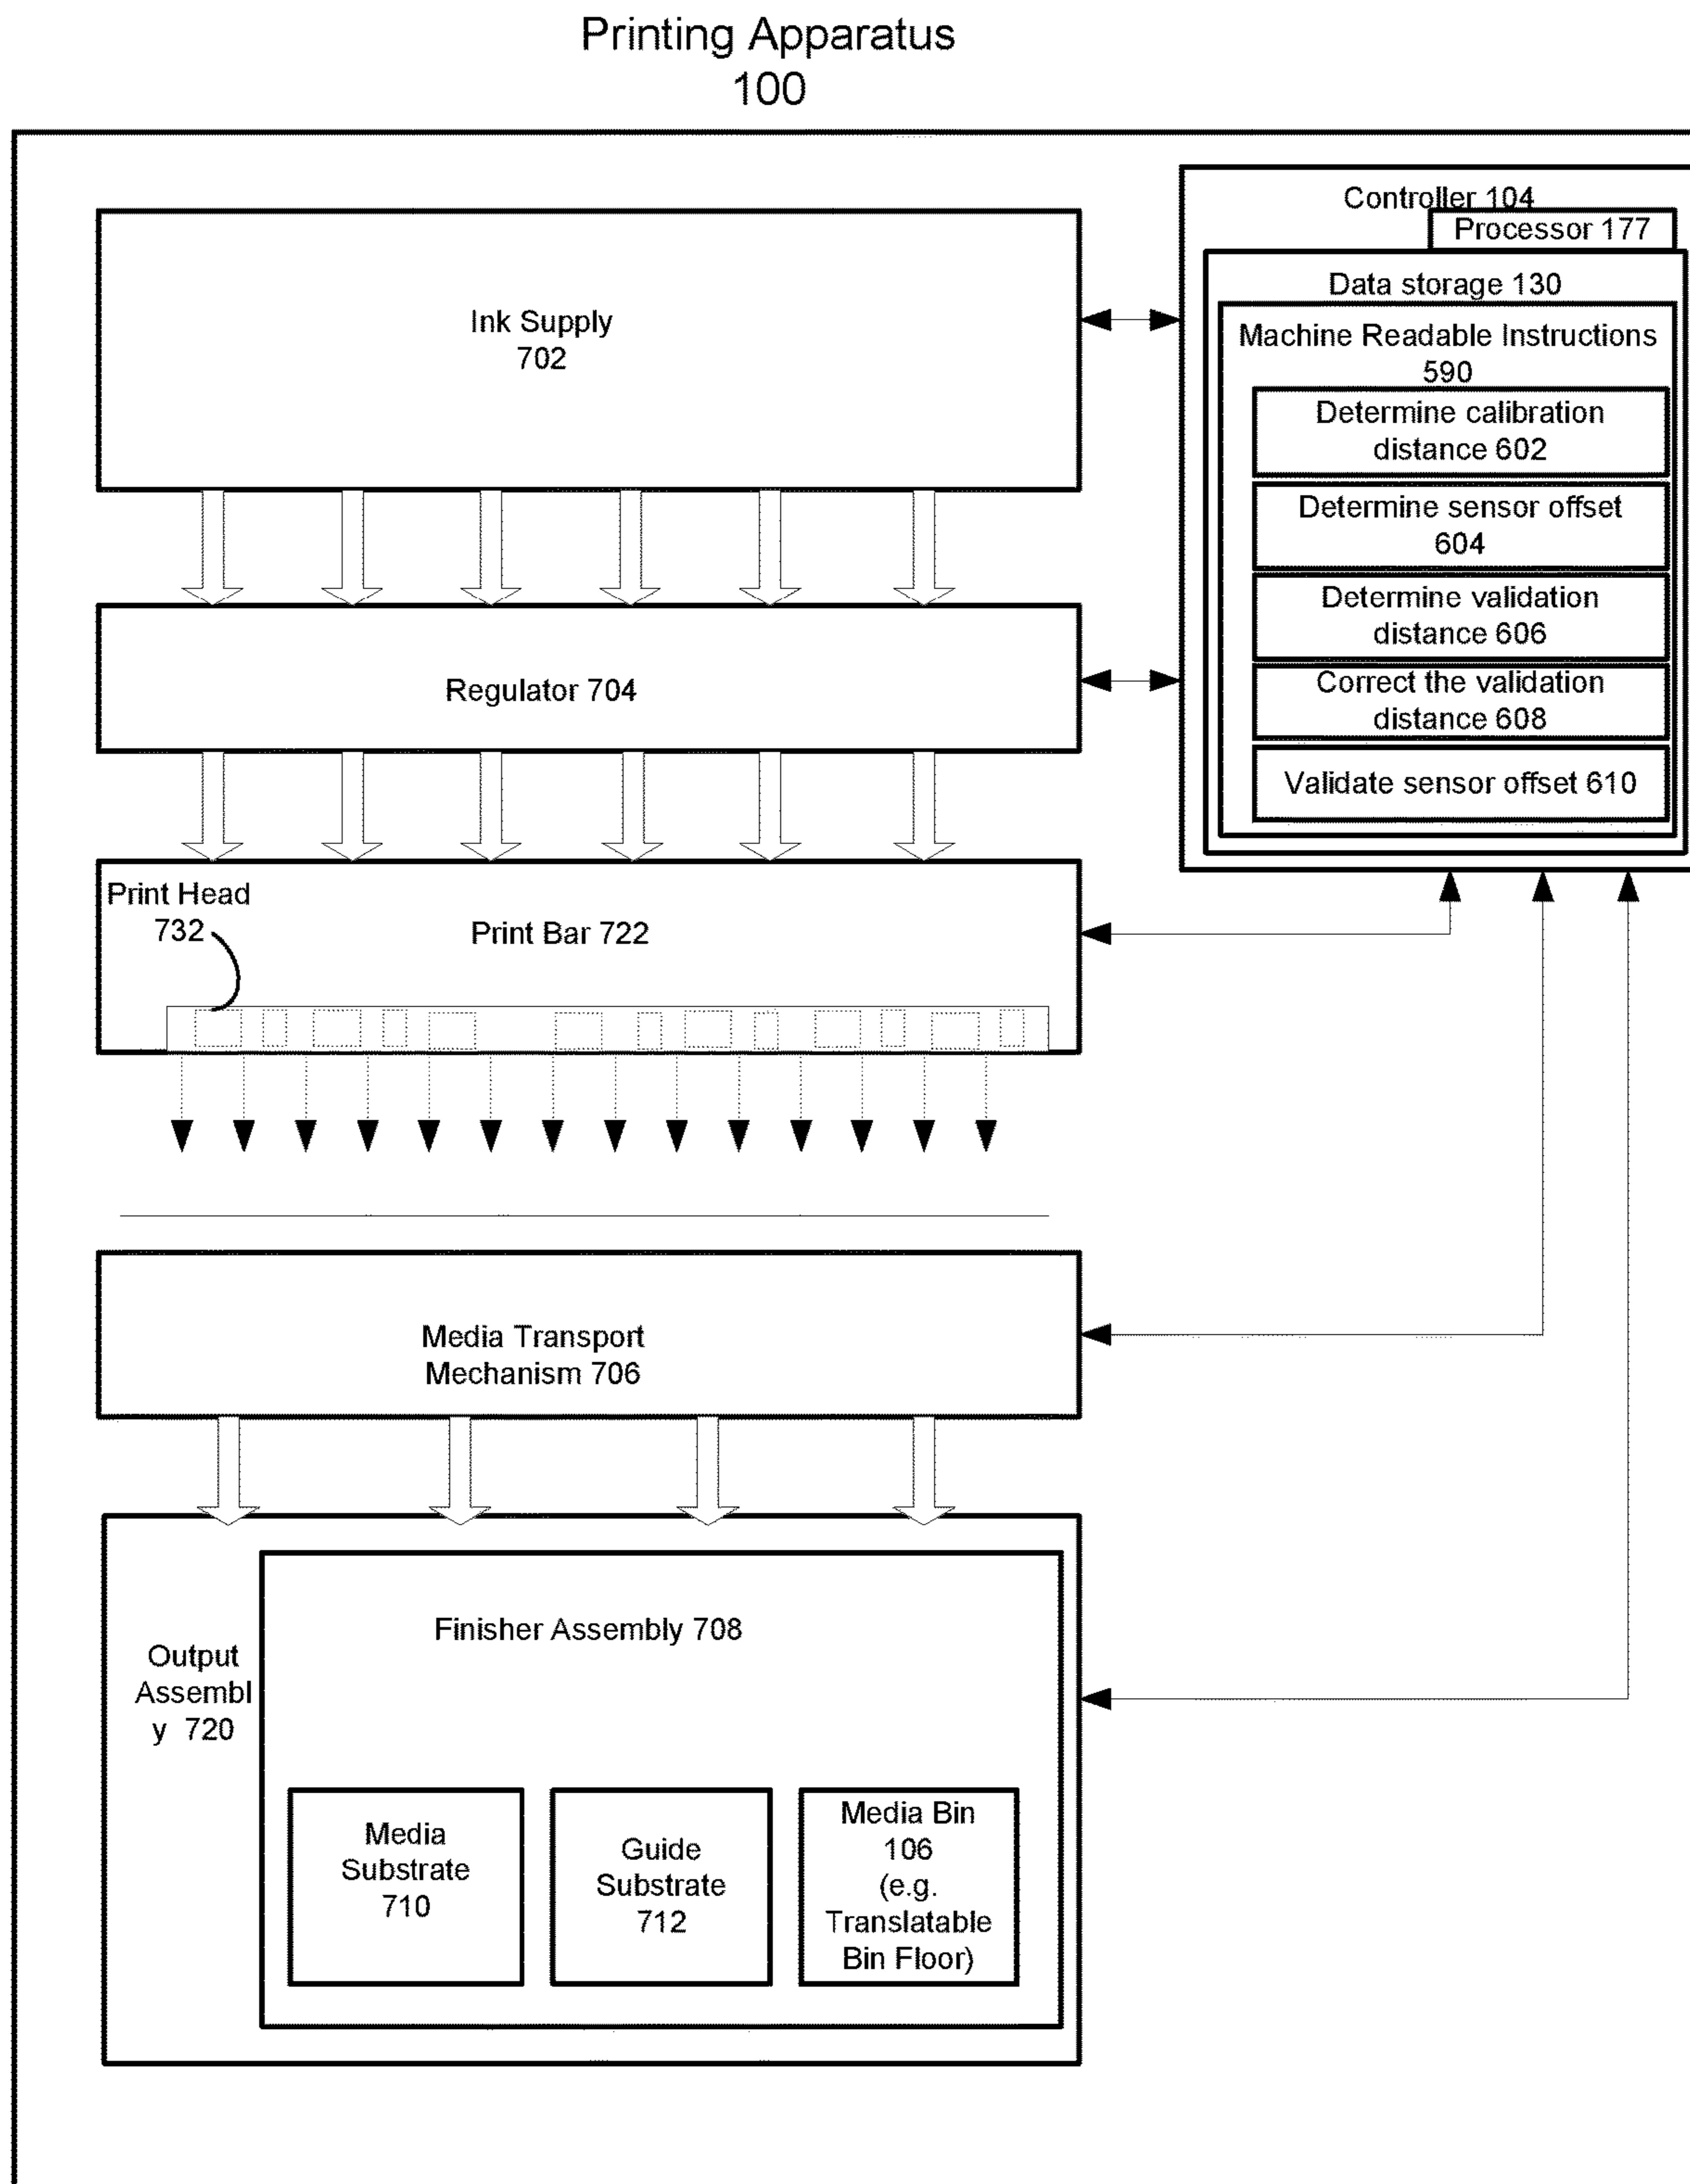 Printing Apparatus
100
Controller 104
Processor 177
Data storage 130
Machine Readable Instructions
590
Determine calibration
distance 602
Determine sensor offset
604
Determine validation
distance 606
Correct the validation
distance 608
Validate sensor offset 610
Ink Supply
702
Regulator 704
Print Head
732
Print Bar 722
Media Transport
Mechanism 706
Output
Assembl
y 720
Finisher Assembly 708
Media
Substrate
710
Guide
Substrate
712
Media Bin
106
(e.g.
Translatable
Bin Floor)